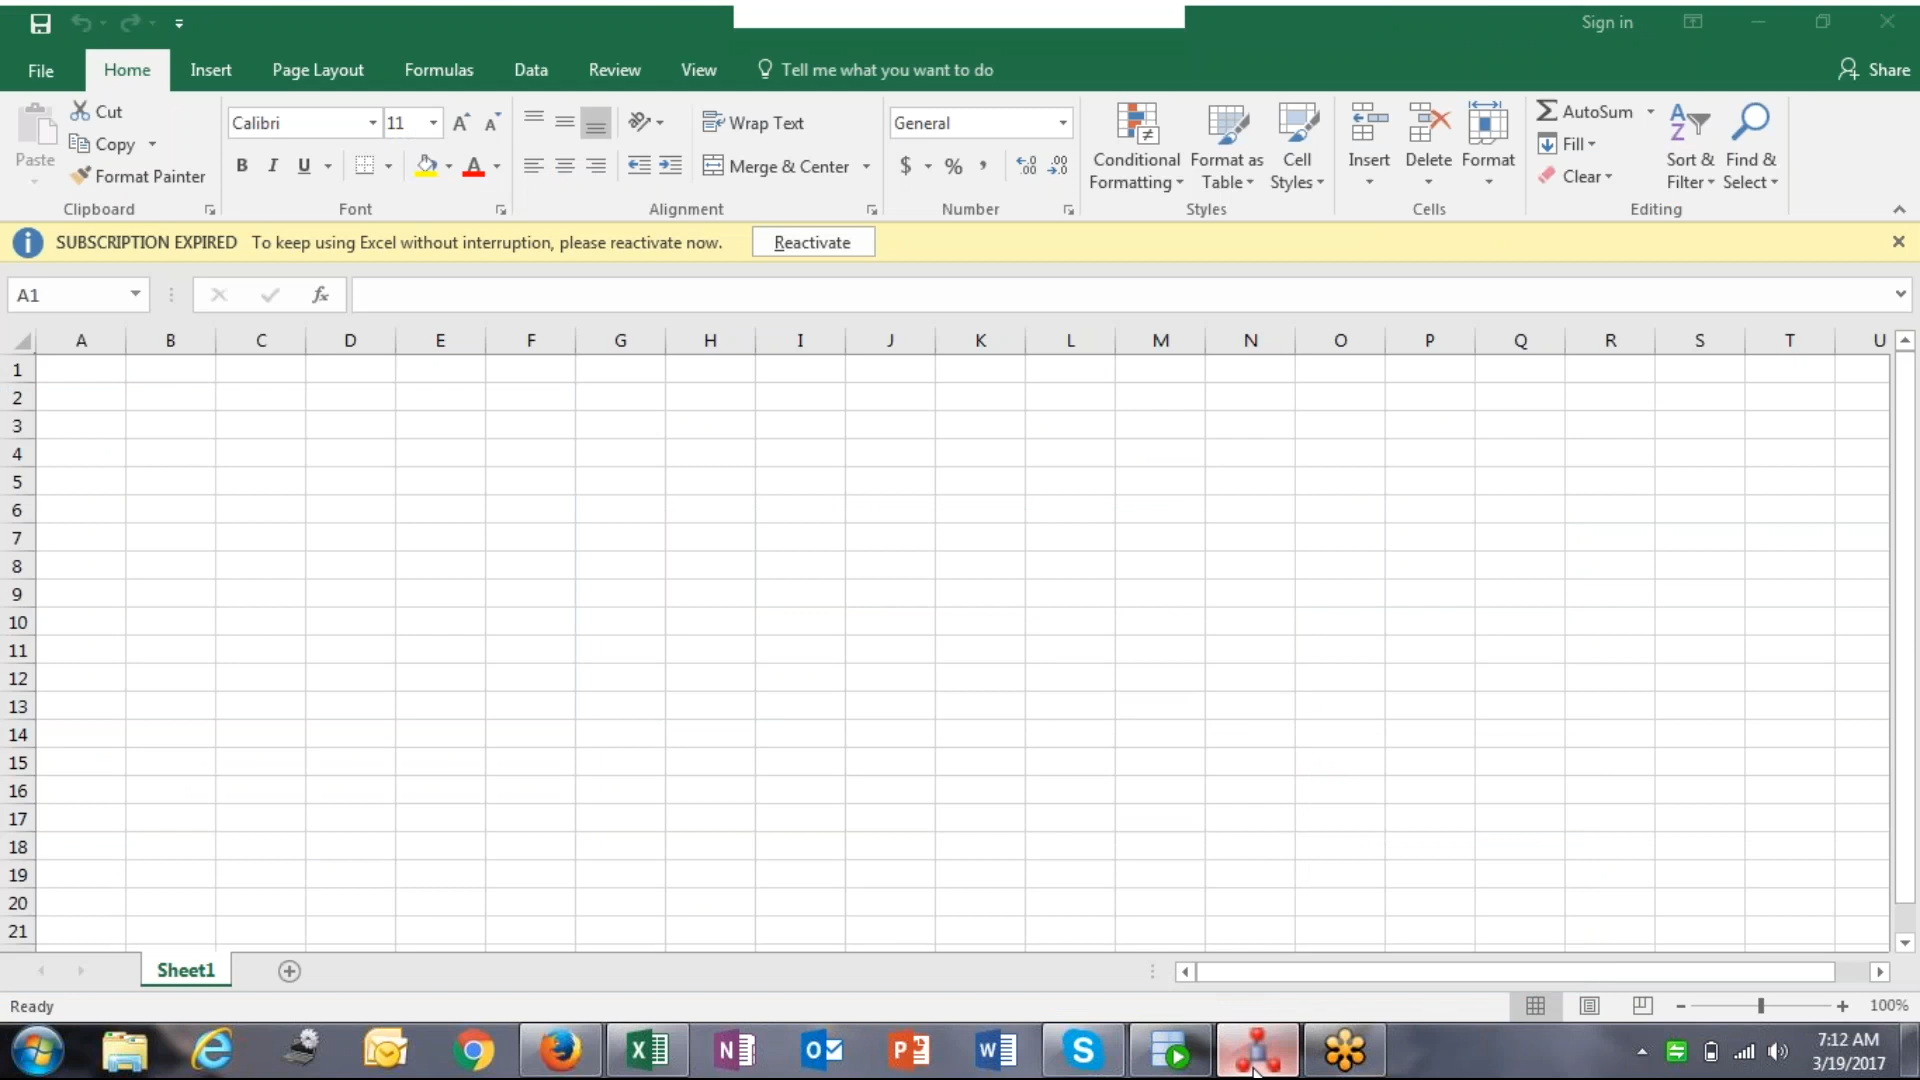 Sign in
File Home Insert Page Layout Formulas Data Review View Tell me what you want to do Share
Paste
Cut
Copy
Format Painter
Clipboard
Calibri 11
B I U A
Font
Wrap Text
Merge & Center
Alignment
General
$ % , .00 .00
Number
Conditional Formatting
Format as Table
Cell Styles
Styles
Insert
Delete
Format
Cells
AutoSum
Fill
Clear
Sort & Filter
Find & Select
Editing
SUBSCRIPTION EXPIRED To keep using Excel without interruption, please reactivate now. Reactivate
A1 fx
A B C D E F G H I J K L M N O P Q R S T U
1
2
3
4
5
6
7
8
9
10
11
12
13
14
15
16
17
18
19
20
21
Sheet1
Ready 100%
7:12 AM
3/19/2017